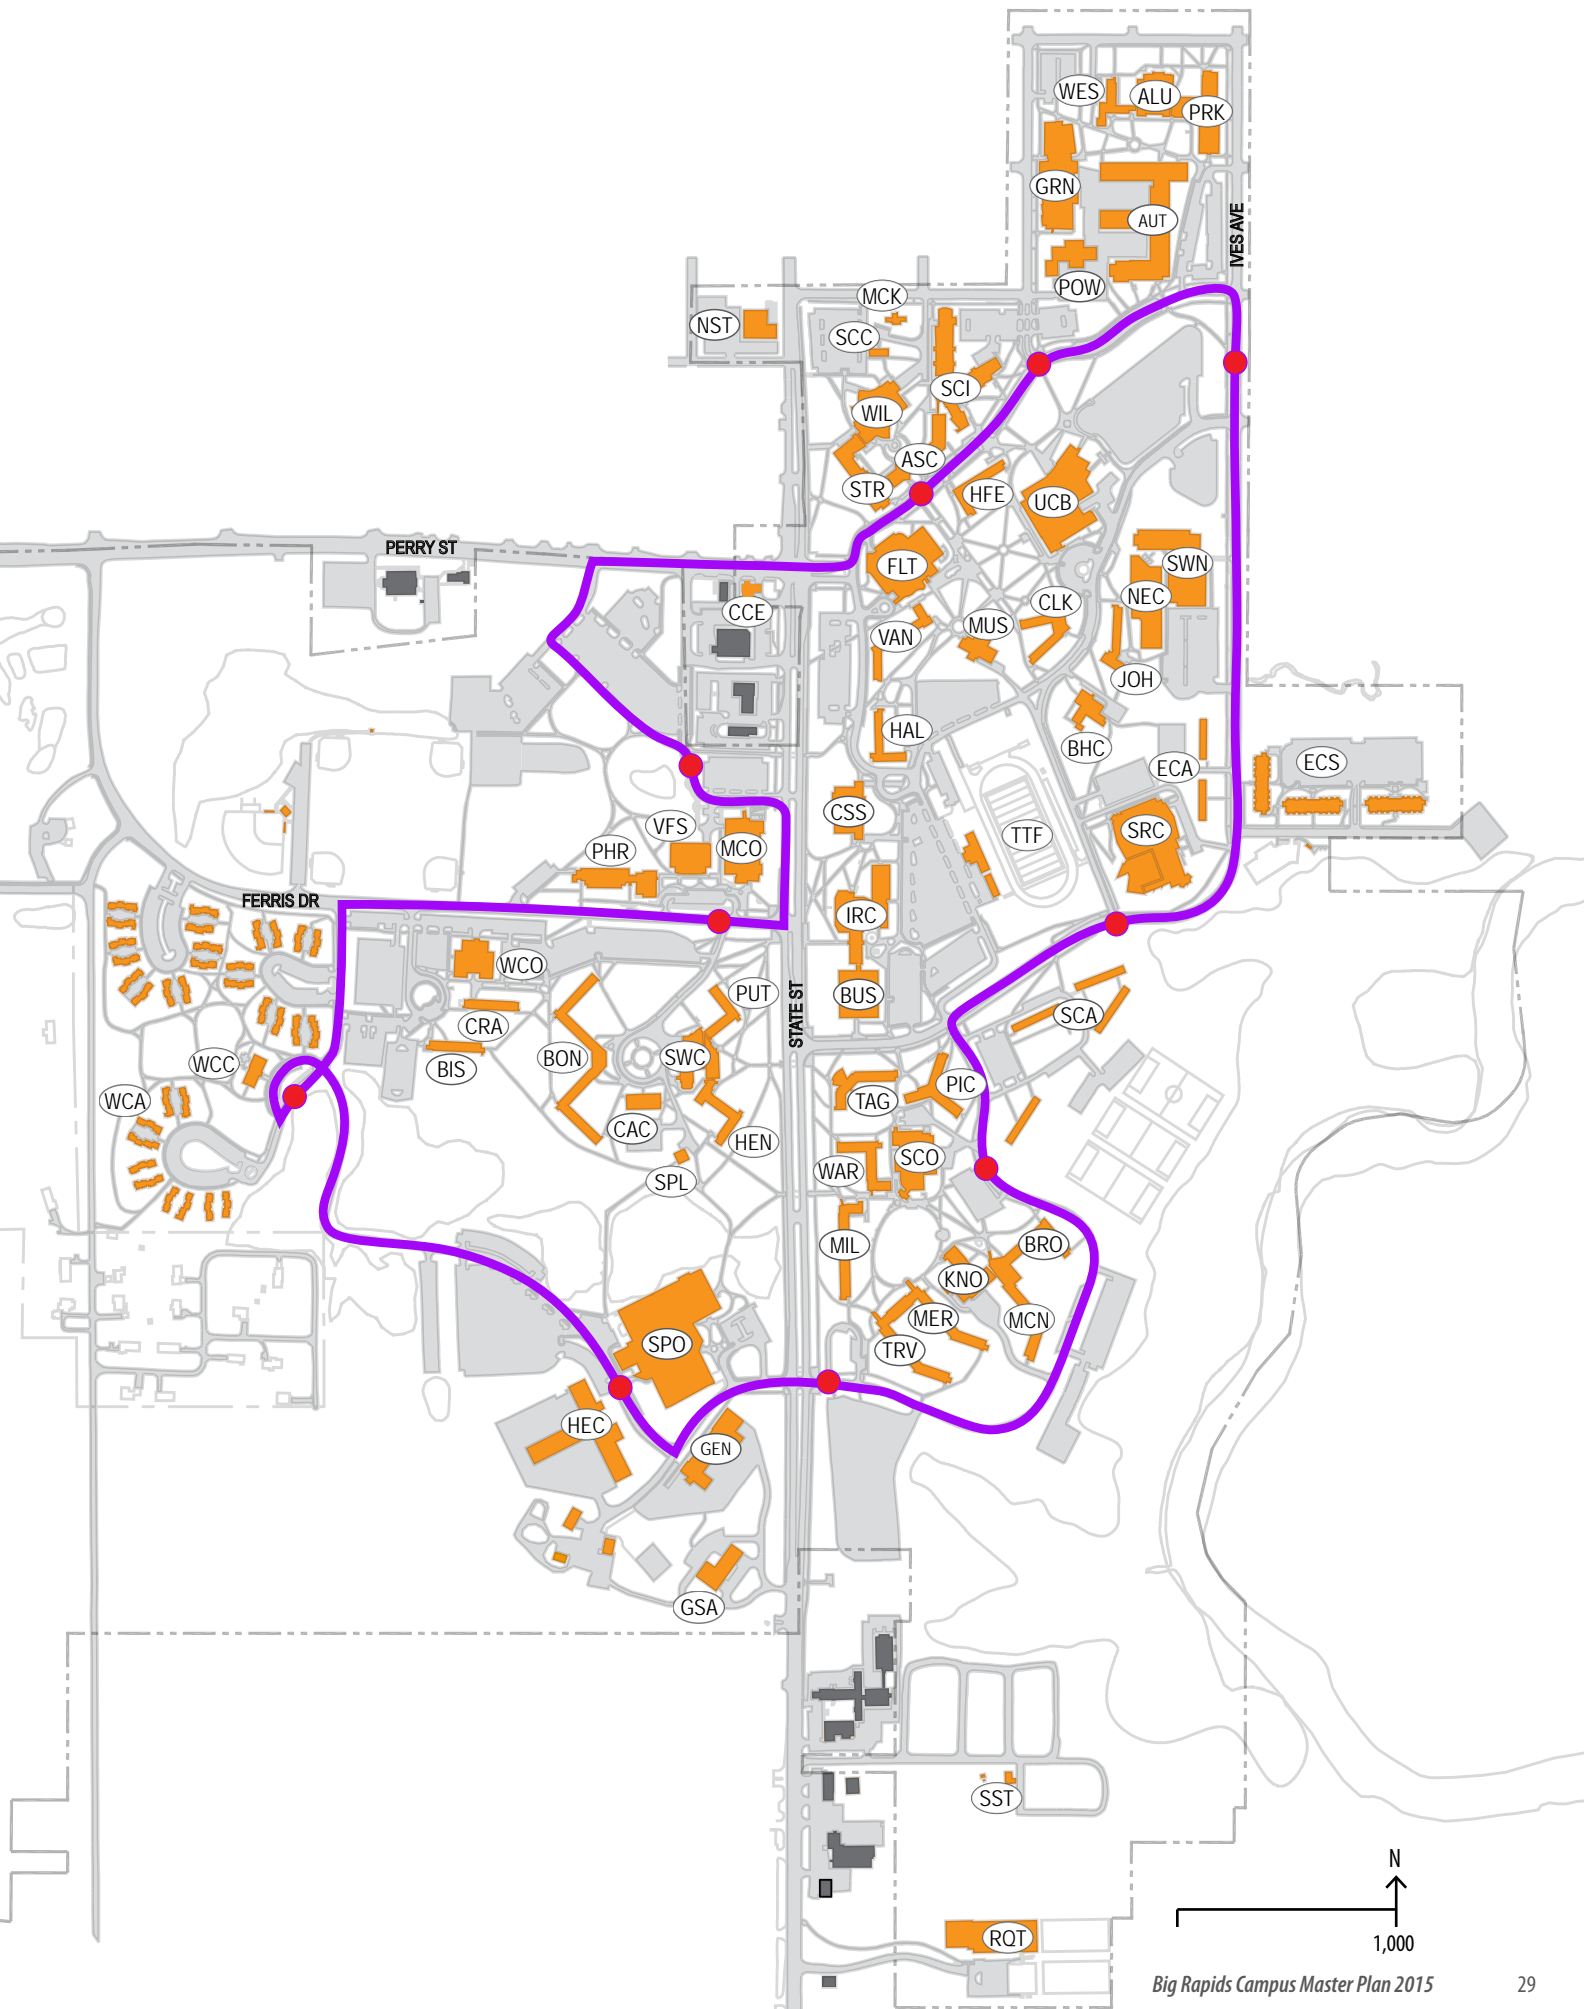 WES
ALU
PRK
GRN
AUT
IVES AVE
POW
MCK
NST
SCC
SCI
WIL
ASC
STR
HFE
UCB
PERRY ST
FLT
SWN
NEC
CCE
CLK
VAN
MUS
JOH
HAL
BHC
ECA
ECS
CSS
VFS
MCO
TTF
SRC
PHR
FERRIS DR
IRC
WCO
PUT
BUS
STATE ST
CRA
SCA
BON
SWC
WCC
BIS
PIC
WCA
TAG
CAC
HEN
WAR
SCO
SPL
MIL
BRO
KNO
MER
MCN
SPO
TRV
HEC
GEN
GSA
SST
N
RQT
1,000
Big Rapids Campus Master Plan 2015
29